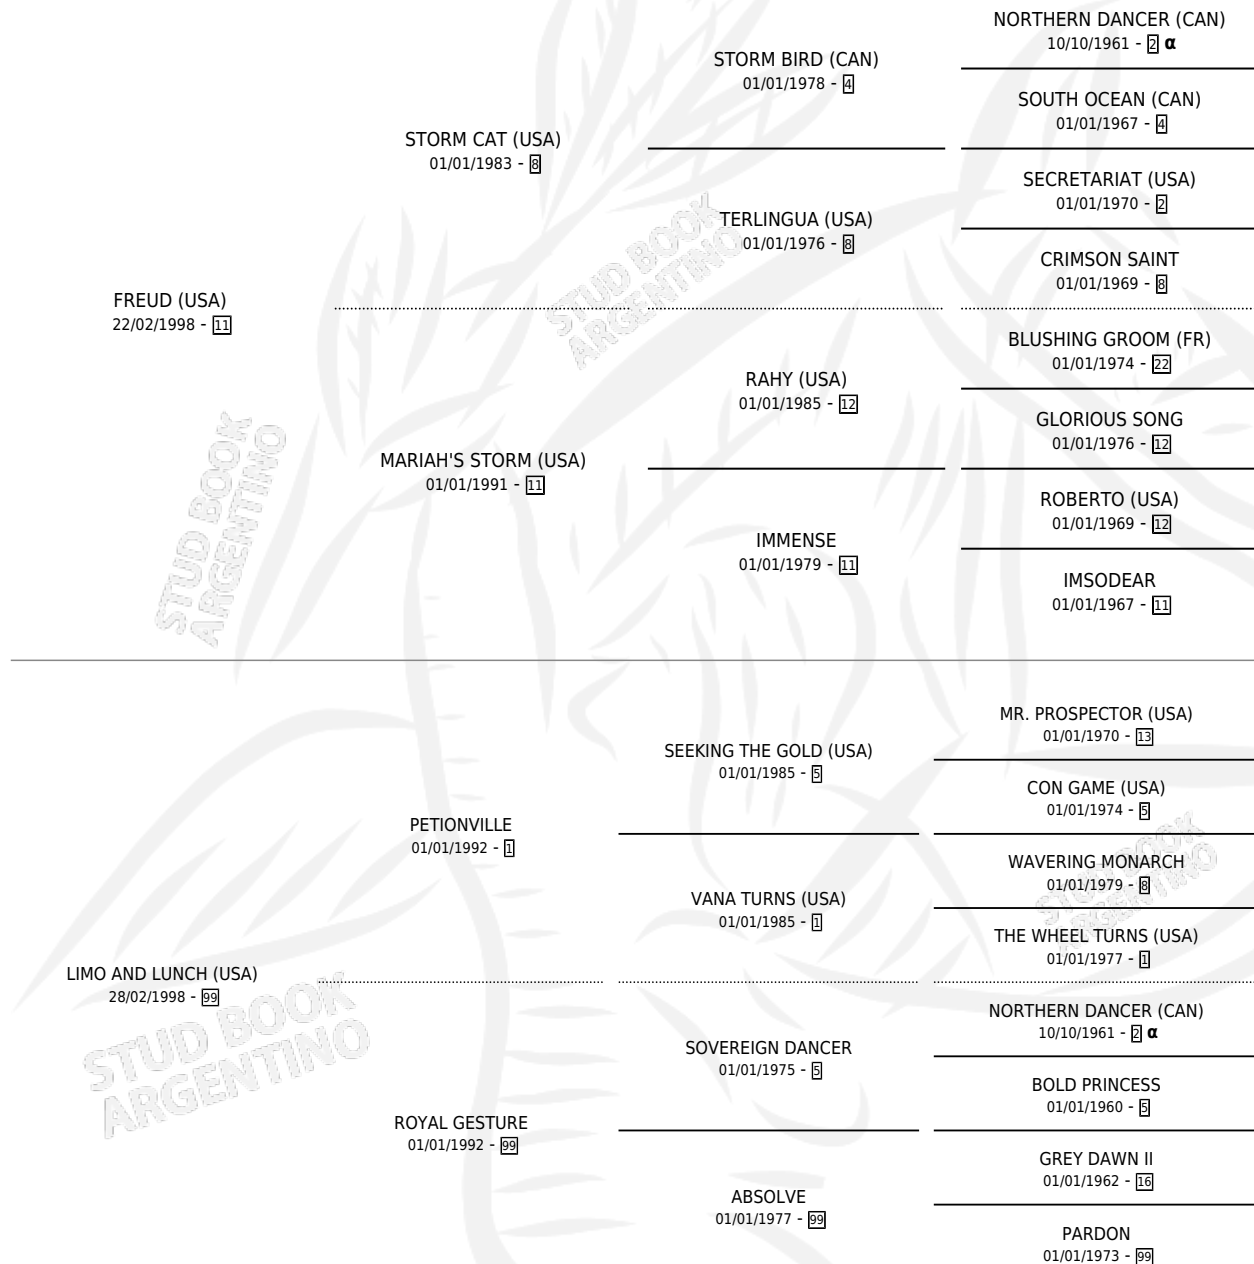 NORTHERN DANCER (CAN)
10/10/1961 - 2 α
STORM BIRD (CAN)
01/01/1978 - 4
SOUTH OCEAN (CAN)
01/01/1967 - 4
STORM CAT (USA)
01/01/1983 - 8
SECRETARIAT (USA)
01/01/1970 - 2
TERLINGUA (USA)
01/01/1976 - 8
CRIMSON SAINT
01/01/1969 - 8
FREUD (USA)
22/02/1998 - 11
BLUSHING GROOM (FR)
01/01/1974 - 22
RAHY (USA)
01/01/1985 - 12
GLORIOUS SONG
01/01/1976 - 12
MARIAH'S STORM (USA)
01/01/1991 - 11
ROBERTO (USA)
01/01/1969 - 12
IMMENSE
01/01/1979 - 11
IMSODEAR
01/01/1967 - 11
MR. PROSPECTOR (USA)
01/01/1970 - 13
SEEKING THE GOLD (USA)
01/01/1985 - 5
CON GAME (USA)
01/01/1974 - 5
PETIONVILLE
01/01/1992 - 1
WAVERING MONARCH
01/01/1979 - 8
VANA TURNS (USA)
01/01/1985 - 1
THE WHEEL TURNS (USA)
01/01/1977 - 1
LIMO AND LUNCH (USA)
28/02/1998 - 99
NORTHERN DANCER (CAN)
10/10/1961 - 2 α
SOVEREIGN DANCER
01/01/1975 - 5
BOLD PRINCESS
01/01/1960 - 5
ROYAL GESTURE
01/01/1992 - 99
GREY DAWN II
01/01/1962 - 16
ABSOLVE
01/01/1977 - 99
PARDON
01/01/1973 - 99
STUD BOOK
ARGENTINO
STUD BOOK
ARGENTINO
STUD BOOK
ARGENTINO
STUD BOOK
ARGENTINO